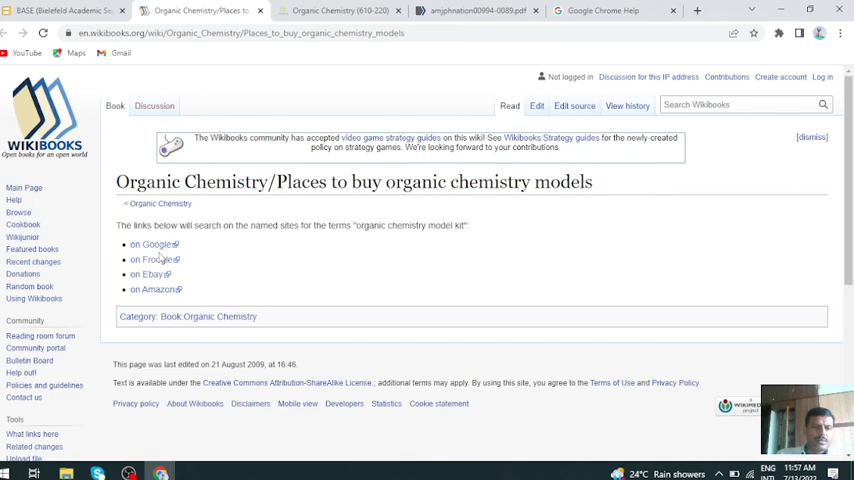 BASE (Bielefeld Academic Se
Organic Chemistry/Places to b
Organic Chemistry (610-220)
amjphnation00994-0089.pdf
Google Chrome Help
en.wikibooks.org/wiki/Organic_Chemistry/Places_to_buy_organic_chemistry_models
YouTube Maps Gmail
Not logged in Discussion for this IP address Contributions Create account Log in
Book Discussion Read Edit Edit source View history Search Wikibooks
The Wikibooks community has accepted video game strategy guides on this wiki! See Wikibooks:Strategy guides for the newly-created [dismiss]
policy on strategy games. We're looking forward to your contributions.
WIKIBOOKS
Open books for an open world
Organic Chemistry/Places to buy organic chemistry models
< Organic Chemistry
The links below will search on the named sites for the terms "organic chemistry model kit":
on Google
on Froogle
on Ebay
on Amazon
Category: Book:Organic Chemistry
This page was last edited on 21 August 2009, at 16:46.
Text is available under the Creative Commons Attribution-ShareAlike License.; additional terms may apply. By using this site, you agree to the Terms of Use and Privacy Policy.
Privacy policy About Wikibooks Disclaimers Mobile view Developers Statistics Cookie statement
Main Page
Help
Browse
Cookbook
Wikijunior
Featured books
Recent changes
Donations
Random book
Using Wikibooks
Community
Reading room forum
Community portal
Bulletin Board
Help out!
Policies and guidelines
Contact us
Tools
What links here
Related changes
Upload file
24°C Rain showers
ENG
INTL
11:57 AM
7/13/2022